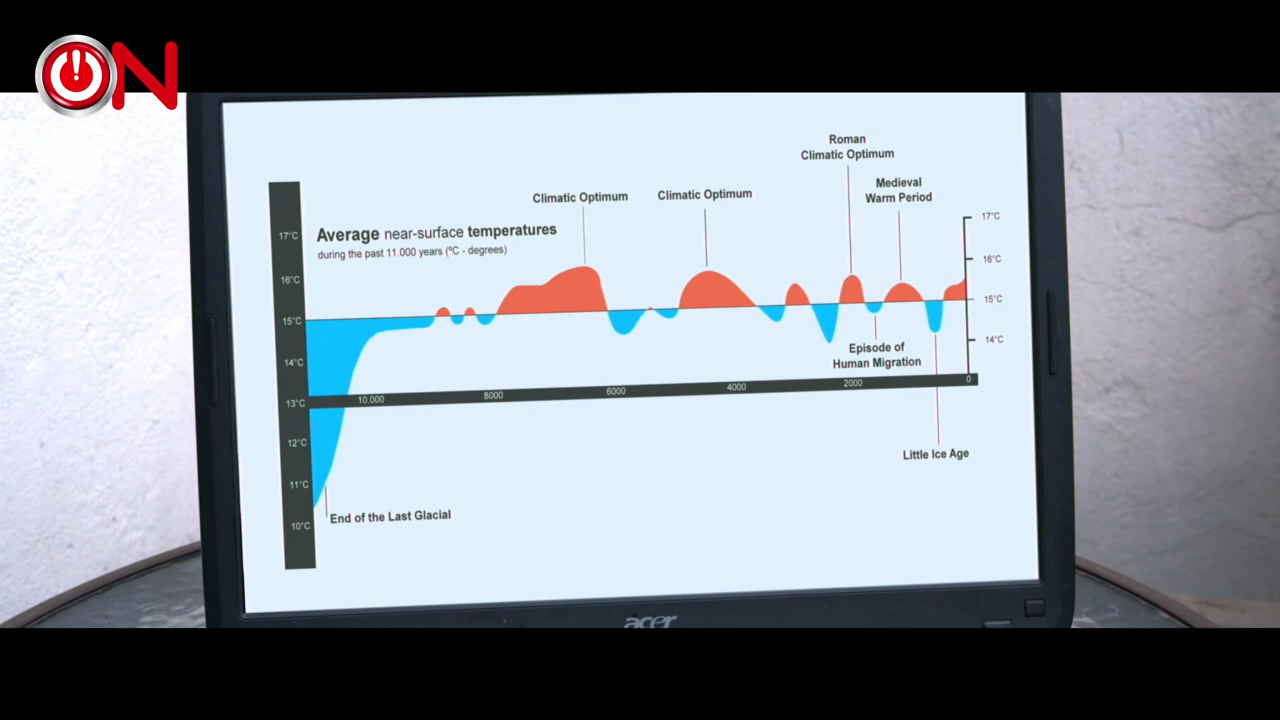 ON
Roman
Climatic Optimum
Climatic Optimum
Climatic Optimum
Medieval
Warm Period
Average near-surface temperatures
during the past 11.000 years (ºC - degrees)
17°C
16°C
15°C
14°C
13°C
12°C
11°C
10°C
17°C
16°C
15°C
14°C
10.000
8000
6000
4000
2000
0
Episode of
Human Migration
Little Ice Age
End of the Last Glacial
acer